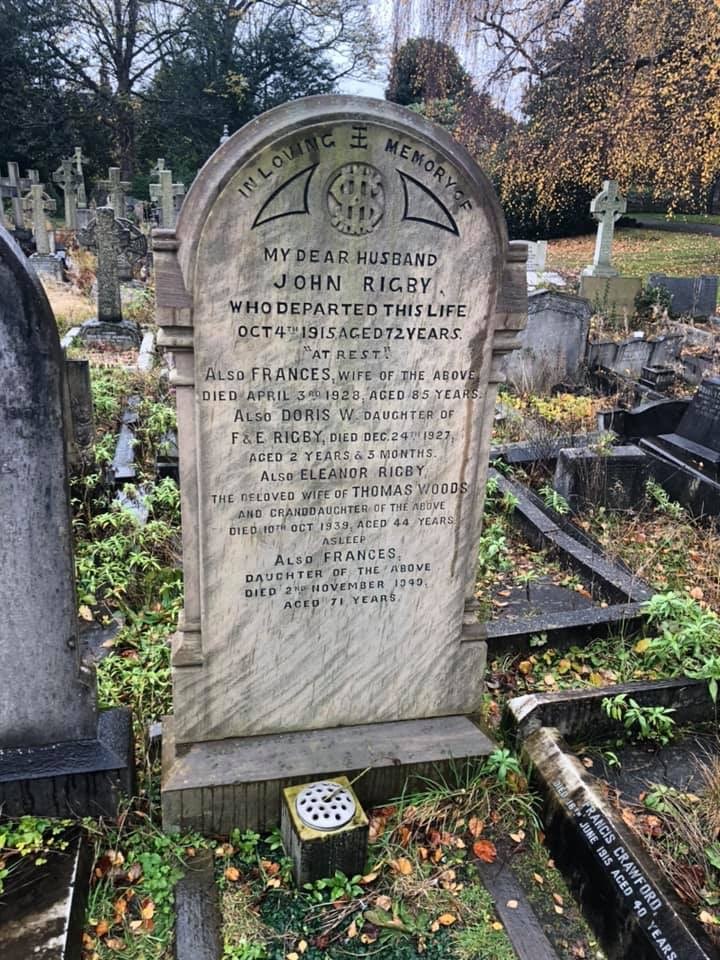 IN LOVING MEMORY OF
IHS
MY DEAR HUSBAND
JOHN RIGBY,
WHO DEPARTED THIS LIFE
OCT 4TH 1915 AGED 72 YEARS.
"AT REST."
ALSO FRANCES, WIFE OF THE ABOVE
DIED APRIL 3RD 1928, AGED 85 YEARS.
ALSO DORIS W. DAUGHTER OF
F & E RIGBY, DIED DEC. 24TH 1927,
AGED 2 YEARS & 3 MONTHS.
ALSO ELEANOR RIGBY,
THE BELOVED WIFE OF THOMAS WOODS
AND GRANDDAUGHTER OF THE ABOVE
DIED 10TH OCT 1939, AGED 44 YEARS
ASLEEP
ALSO FRANCES,
DAUGHTER OF THE ABOVE
DIED 2ND NOVEMBER 1949,
AGED 71 YEARS.
FRANCIS CRAWFORD,
DIED 16TH JUNE 1915 AGED 40 YEARS